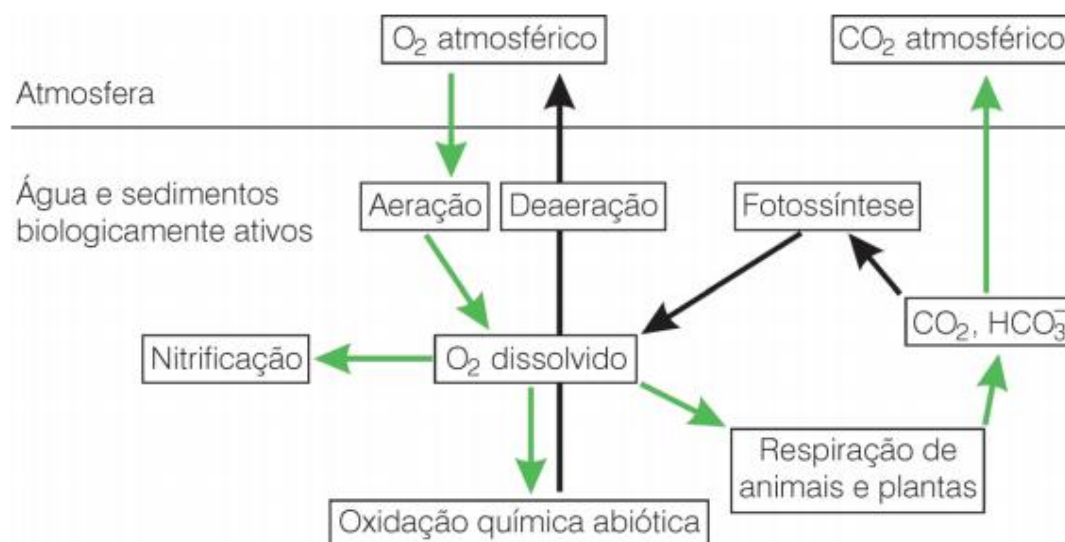 O₂ atmosférico
CO₂ atmosférico
Atmosfera
Água e sedimentos
biologicamente ativos
Aeração
Deaeração
Fotossíntese
CO₂, HCO₃⁻
Nitrificação
O₂ dissolvido
Respiração de
animais e plantas
Oxidação química abiótica